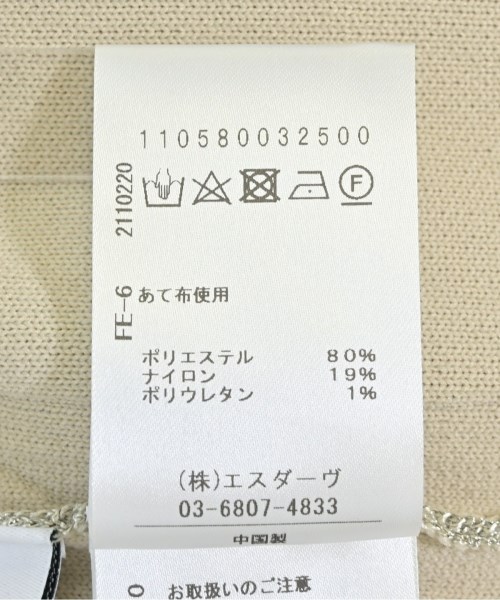 110580032500
2110220
F
FE-6
あて布使用
ポリエステル 80%
ナイロン 19%
ポリウレタン 1%
(株)エスダーヴ
03-6807-4833
中国製
お取扱いのご注意